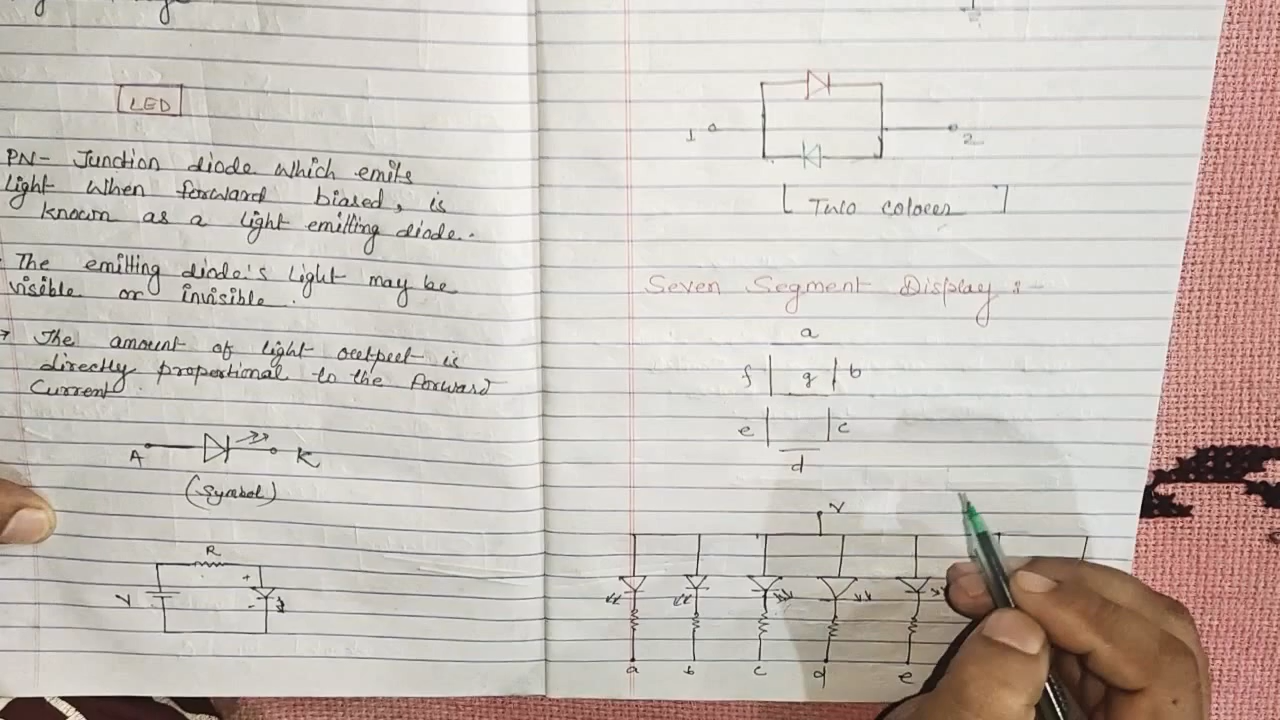 LED
PN- Junction diode which emits
light when forward biased, is
known as a light emitting diode.
The emitting diode's light may be
visible or invisible.
→ The amount of light output is
directly proportional to the forward
Current.
A K
(Symbol)
R
V + -
1 2
[ Two colour ]
Seven Segment Display :-
a
f g b
e c
d
V
a b c d e